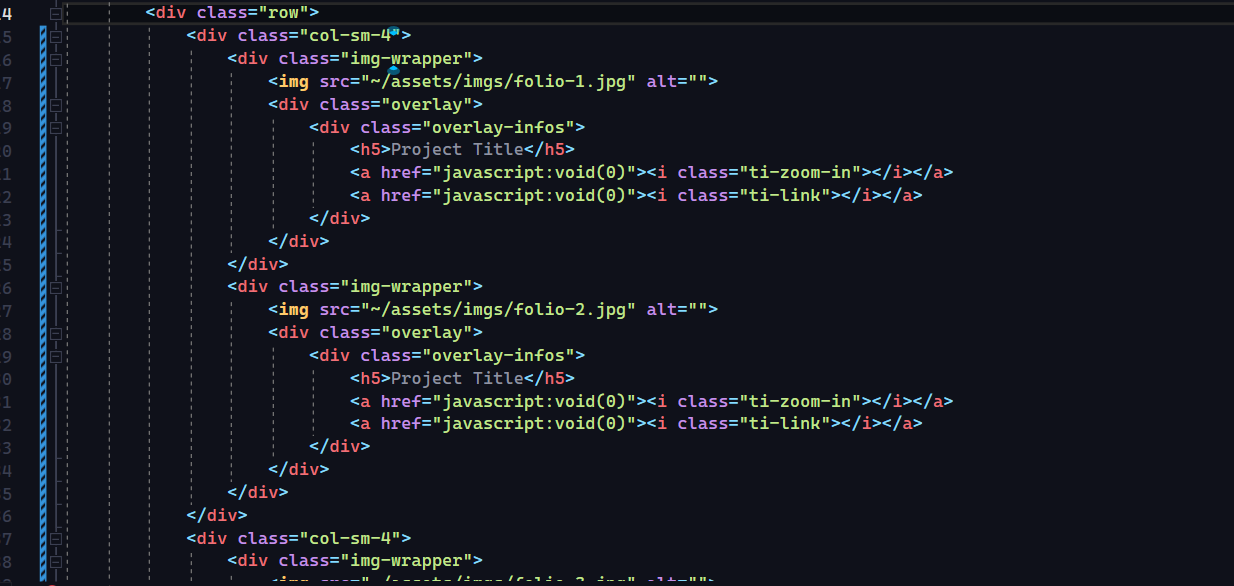 4 <div class="row">
5 <div class="col-sm-4">
6 <div class="img-wrapper">
7 <img src="~/assets/imgs/folio-1.jpg" alt="">
8 <div class="overlay">
9 <div class="overlay-infos">
0 <h5>Project Title</h5>
1 <a href="javascript:void(0)"><i class="ti-zoom-in"></i></a>
2 <a href="javascript:void(0)"><i class="ti-link"></i></a>
3 </div>
4 </div>
5 </div>
6 <div class="img-wrapper">
7 <img src="~/assets/imgs/folio-2.jpg" alt="">
8 <div class="overlay">
9 <div class="overlay-infos">
0 <h5>Project Title</h5>
1 <a href="javascript:void(0)"><i class="ti-zoom-in"></i></a>
2 <a href="javascript:void(0)"><i class="ti-link"></i></a>
3 </div>
4 </div>
5 </div>
6 </div>
7 <div class="col-sm-4">
8 <div class="img-wrapper">